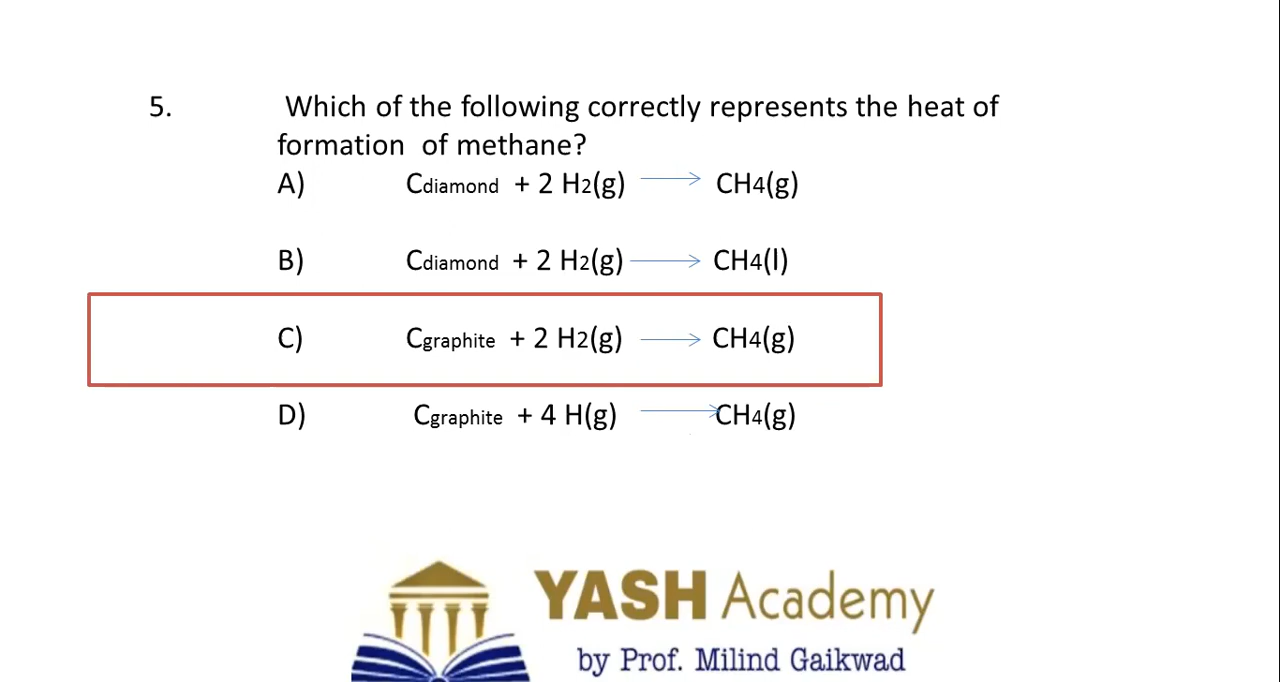 5. Which of the following correctly represents the heat of
formation of methane?
A) Cdiamond + 2 H2(g) → CH4(g)
B) Cdiamond + 2 H2(g) → CH4(l)
C) Cgraphite + 2 H2(g) → CH4(g)
D) Cgraphite + 4 H(g) → CH4(g)
YASH Academy
by Prof. Milind Gaikwad